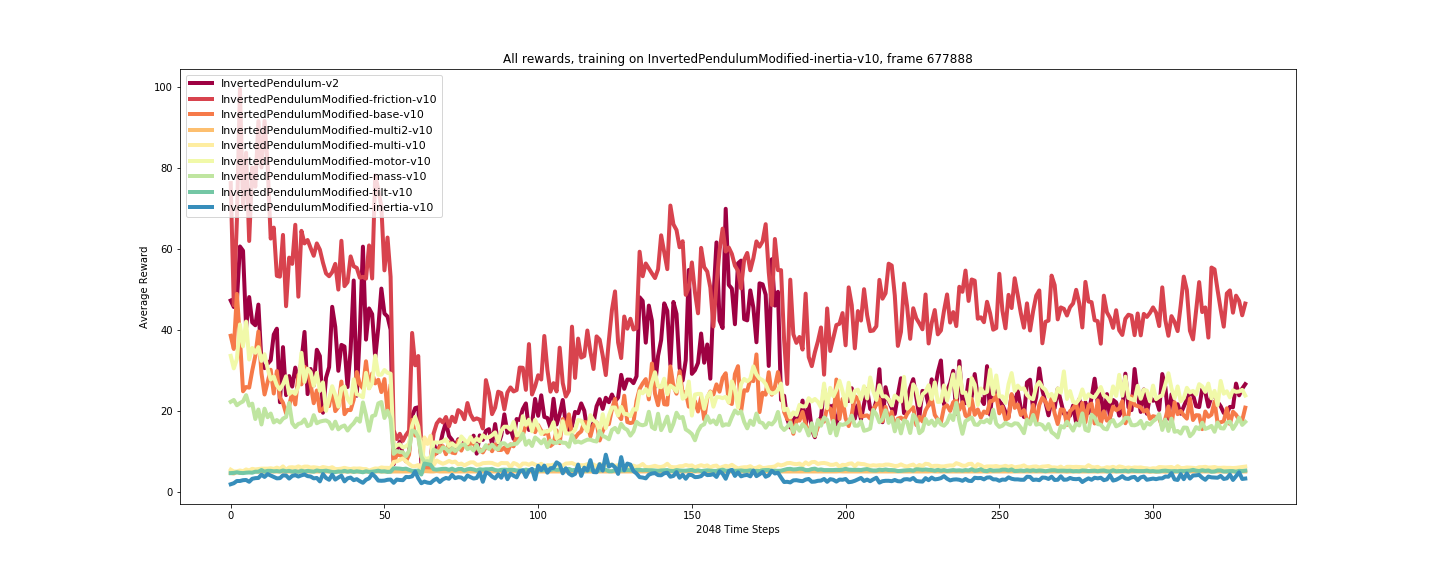 All rewards, training on InvertedPendulumModified-inertia-v10, frame 677888
InvertedPendulum-v2
InvertedPendulumModified-friction-v10
InvertedPendulumModified-base-v10
InvertedPendulumModified-multi2-v10
InvertedPendulumModified-multi-v10
InvertedPendulumModified-motor-v10
InvertedPendulumModified-mass-v10
InvertedPendulumModified-tilt-v10
InvertedPendulumModified-inertia-v10
100
80
60
40
20
0
Average Reward
0 50 100 150 200 250 300
2048 Time Steps